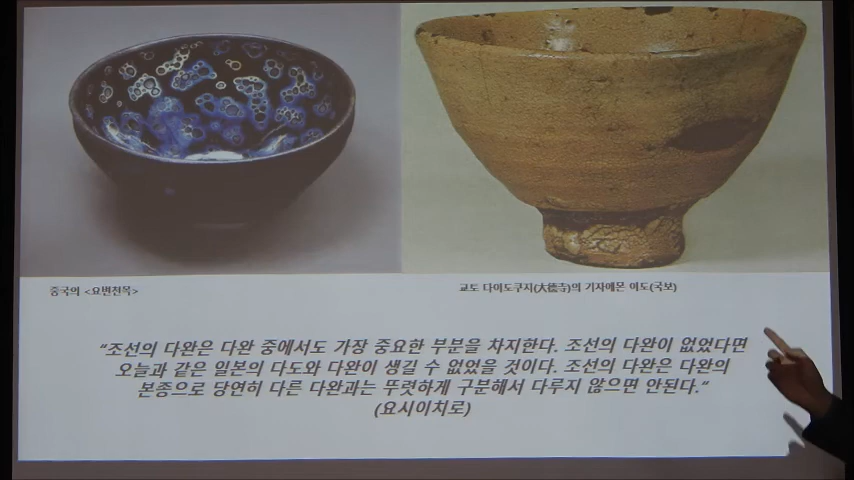 중국의 <요변천목>
교토 다이도쿠지(大德寺)의 기자에몬 이도(국보)
“조선의 다완은 다완 중에서도 가장 중요한 부분을 차지한다. 조선의 다완이 없었다면
오늘과 같은 일본의 다도와 다완이 생길 수 없었을 것이다. 조선의 다완은 다완의
본종으로 당연히 다른 다완과는 뚜렷하게 구분해서 다루지 않으면 안된다.“
(요시이치로)